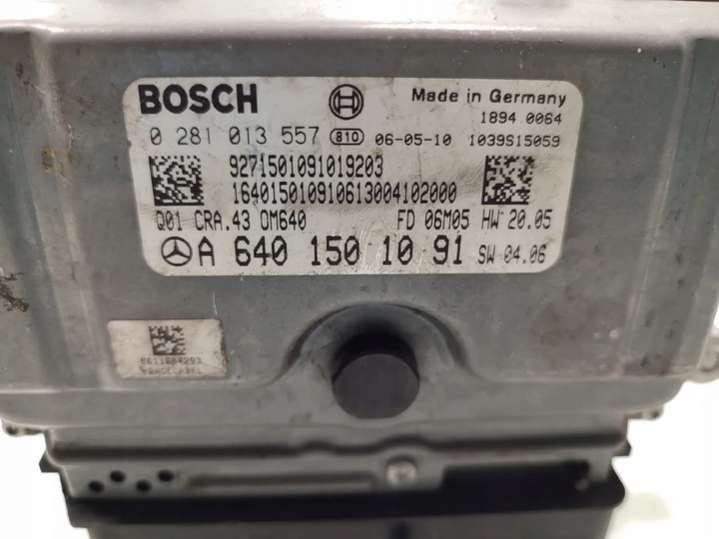 BOSCH Made in Germany
1894 0064
0 281 013 557 810 06-05-10 1039S15059
9271501091019203
164015010910613004102000
Q01 CRA.43 OM640 FD 06M05 HW 20.05
A 640 150 10 91 SW 04.06